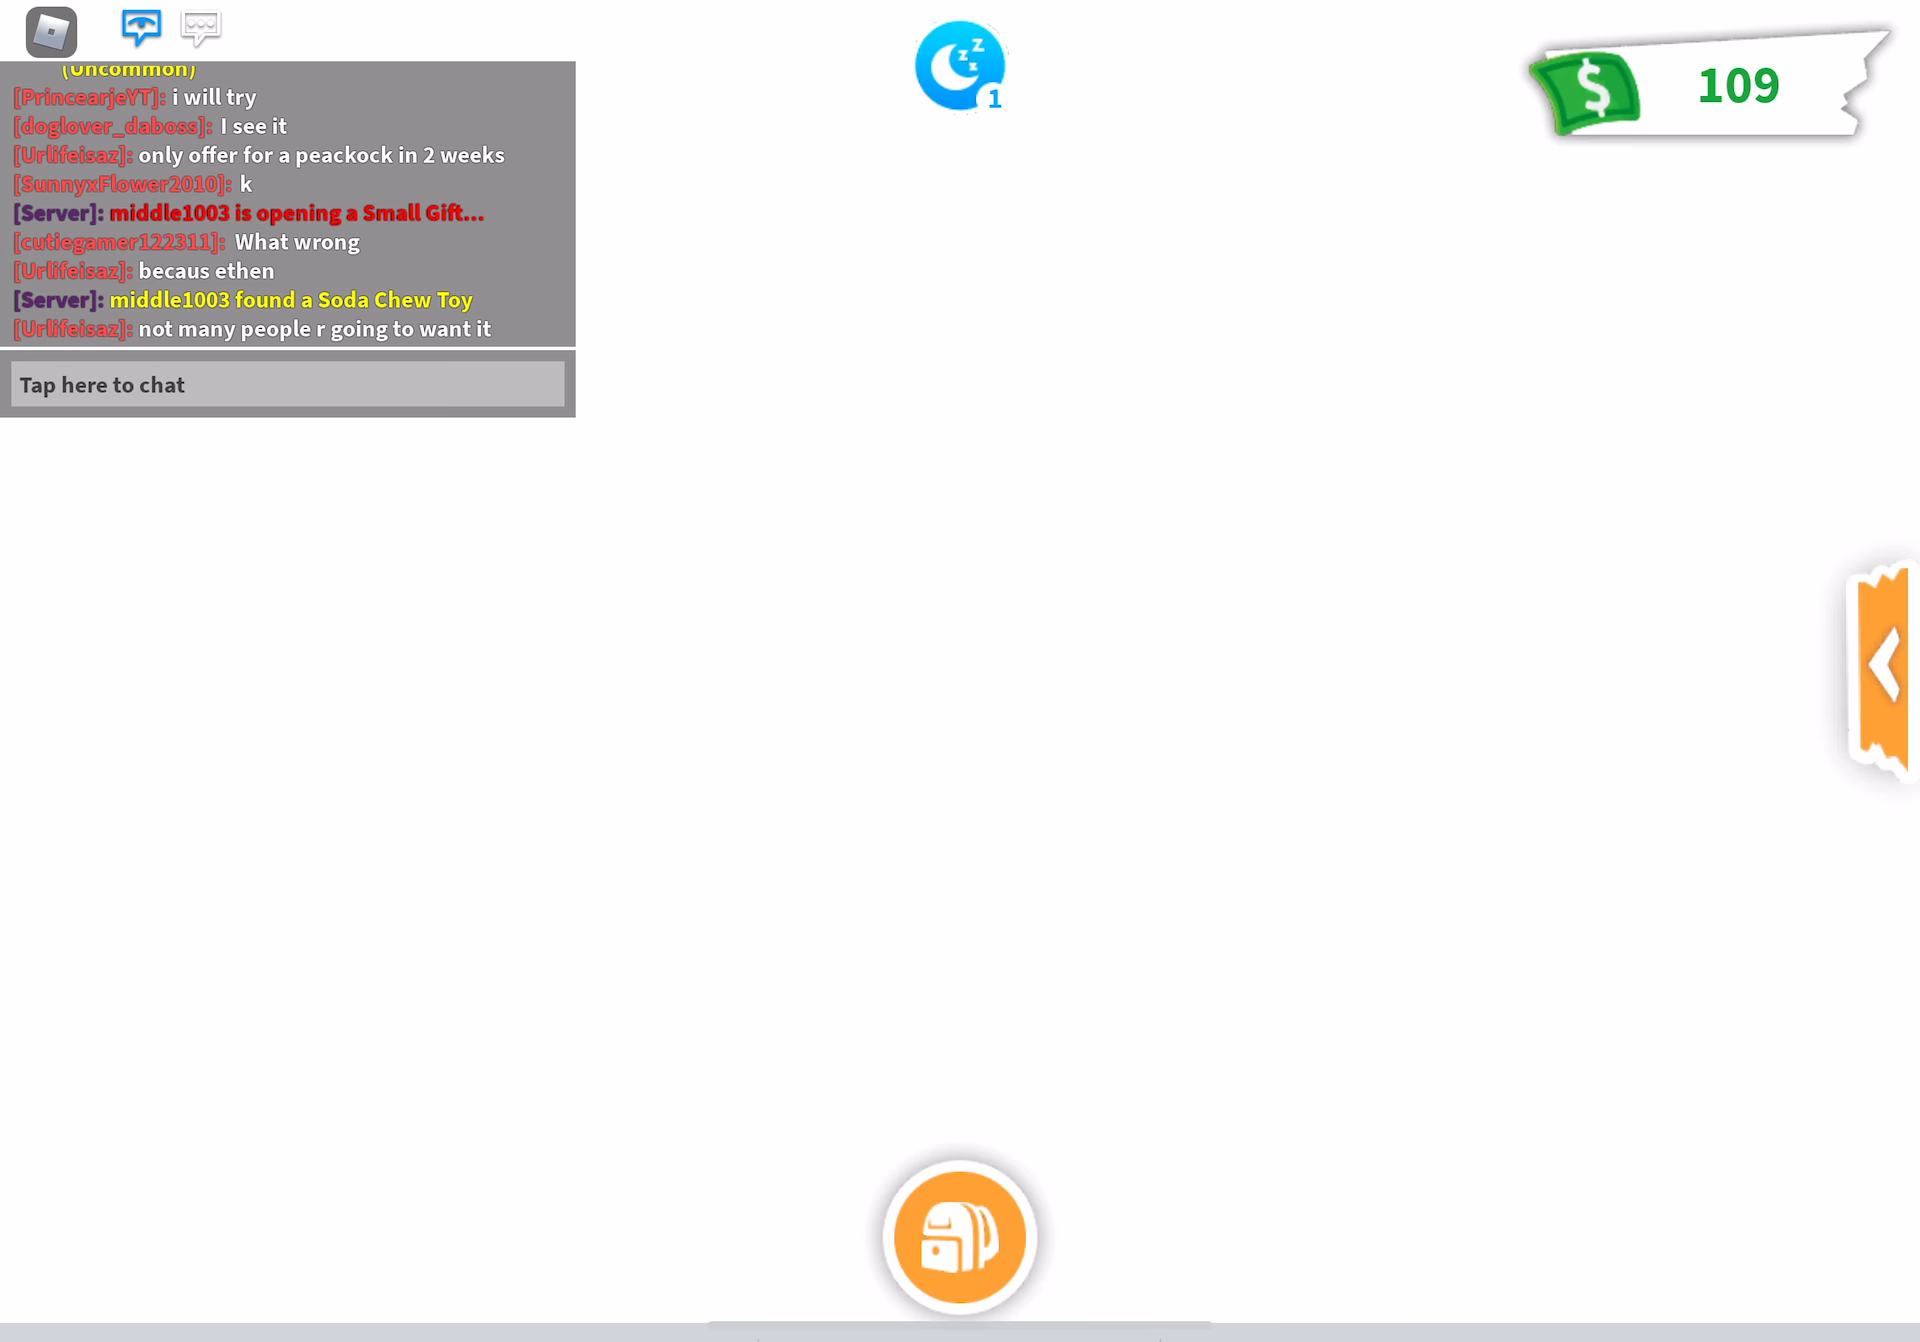 (Uncommon)
[PrincearjeYT]: i will try
[doglover_daboss]: I see it
[Urlifeisaz]: only offer for a peackock in 2 weeks
[SunnyxFlower2010]: k
[Server]: middle1003 is opening a Small Gift...
[cutiegamer122311]: What wrong
[Urlifeisaz]: becaus ethen
[Server]: middle1003 found a Soda Chew Toy
[Urlifeisaz]: not many people r going to want it
Tap here to chat
z z z
1
$
109